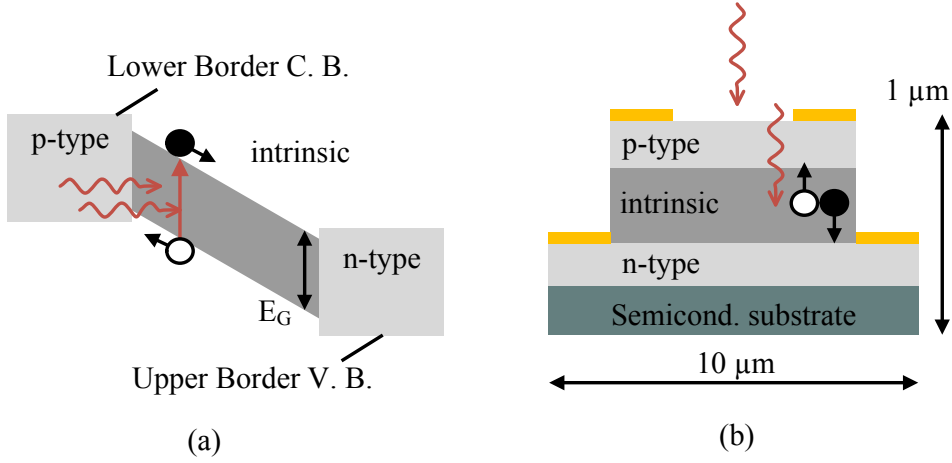 Lower Border C. B.
p-type
intrinsic
n-type
E_G
Upper Border V. B.
(a)
1 µm
p-type
intrinsic
n-type
Semicond. substrate
10 µm
(b)